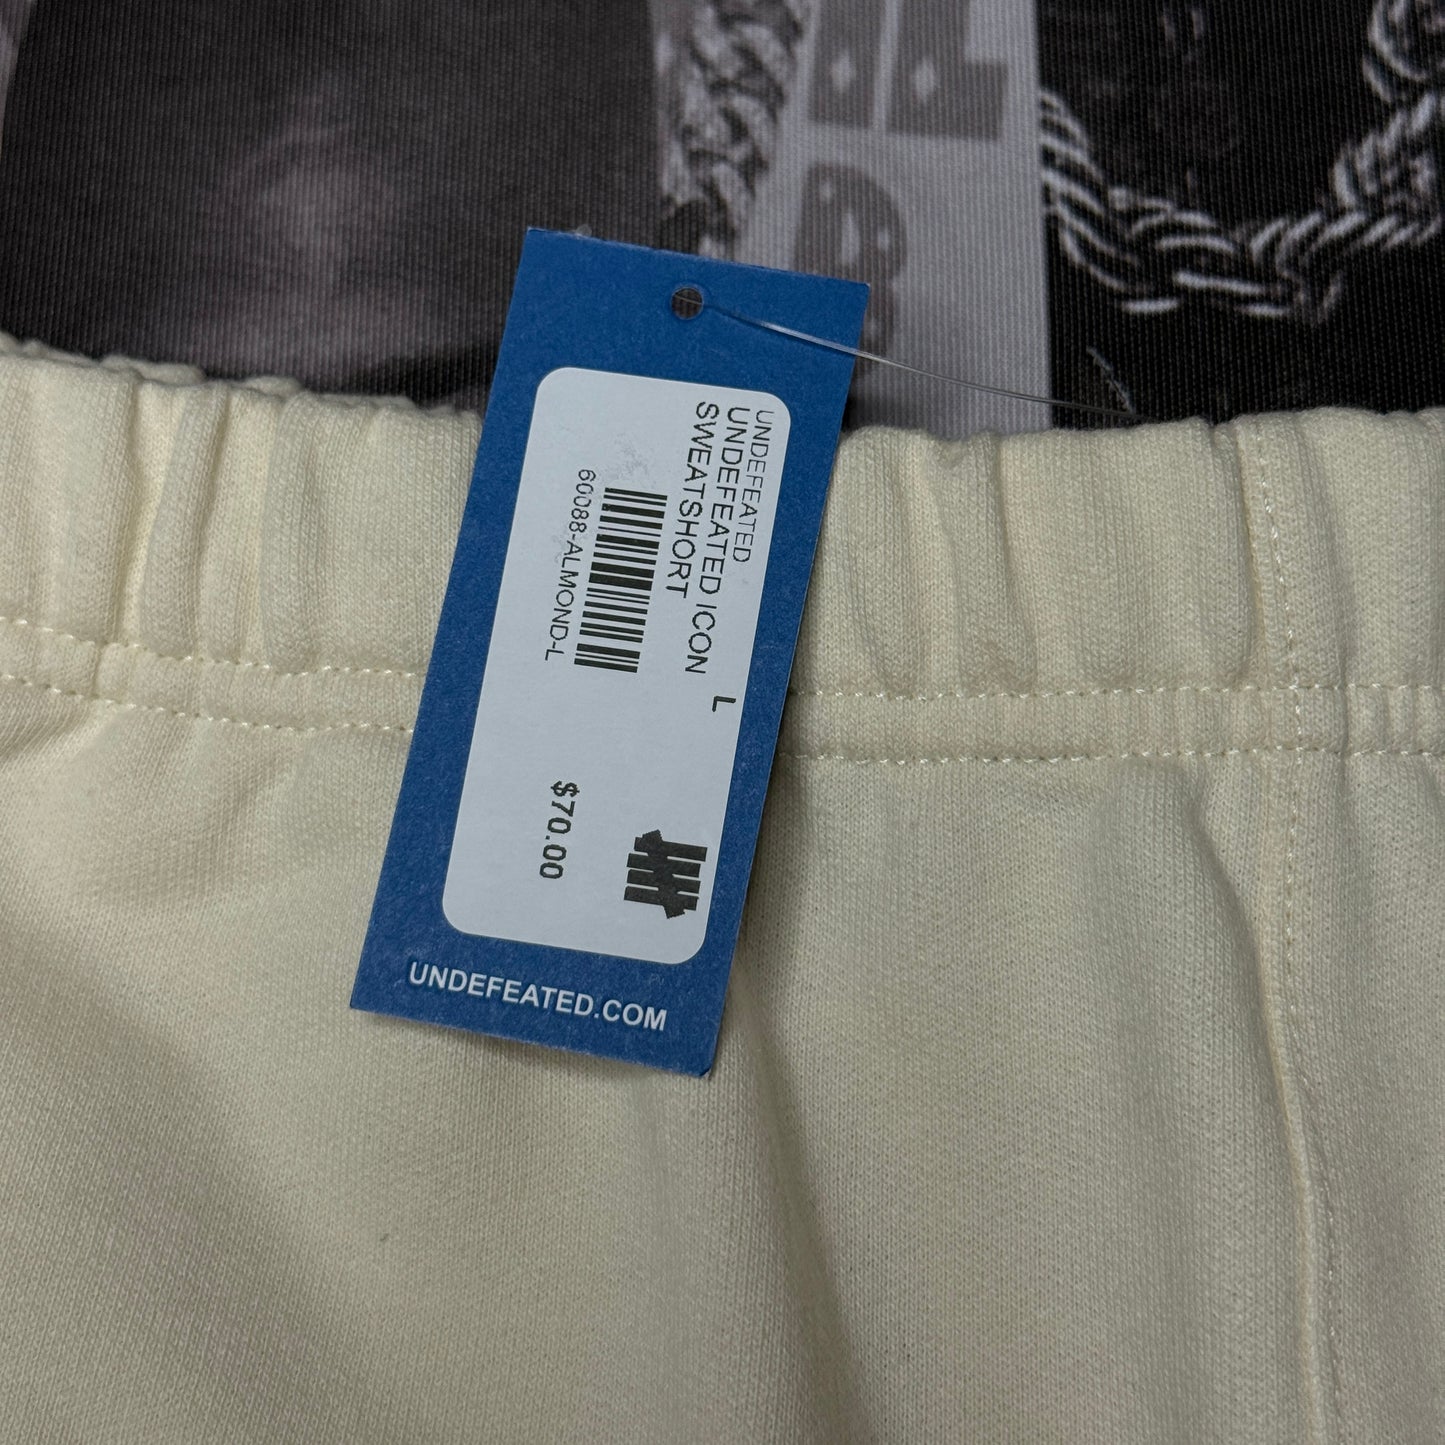 UNDEFEATED
UNDEFEATED ICON
SWEATSHORT
L
60088-ALMOND-L
$70.00
UNDEFEATED.COM